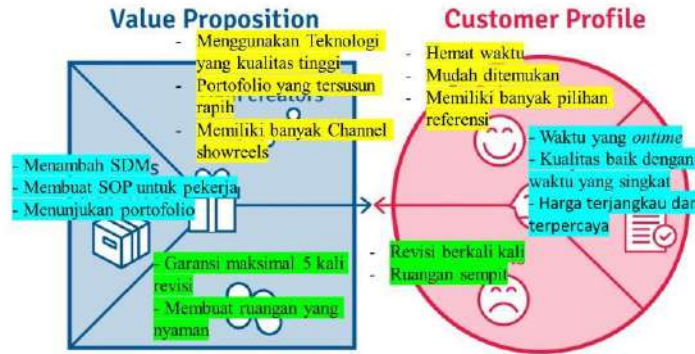 Value Proposition
- Menggunakan Teknologi
yang kualitas tinggi
- Portofolio yang tersusun
rapih
creators
- Memiliki banyak Channel
showreels
- Menambah SDM
- Membuat SOP untuk pekerja
- Menunjukan portofolio
- Garansi maksimal 5 kali
revisi
- Membuat ruangan yang
nyaman
Customer Profile
- Hemat waktu
- Mudah ditemukan
- Memiliki banyak pilihan
referensi
- Waktu yang ontime
- Kualitas baik dengan
waktu yang singkat
- Harga terjangkau dan
terpercaya
- Revisi berkali kali
- Ruangan sempit